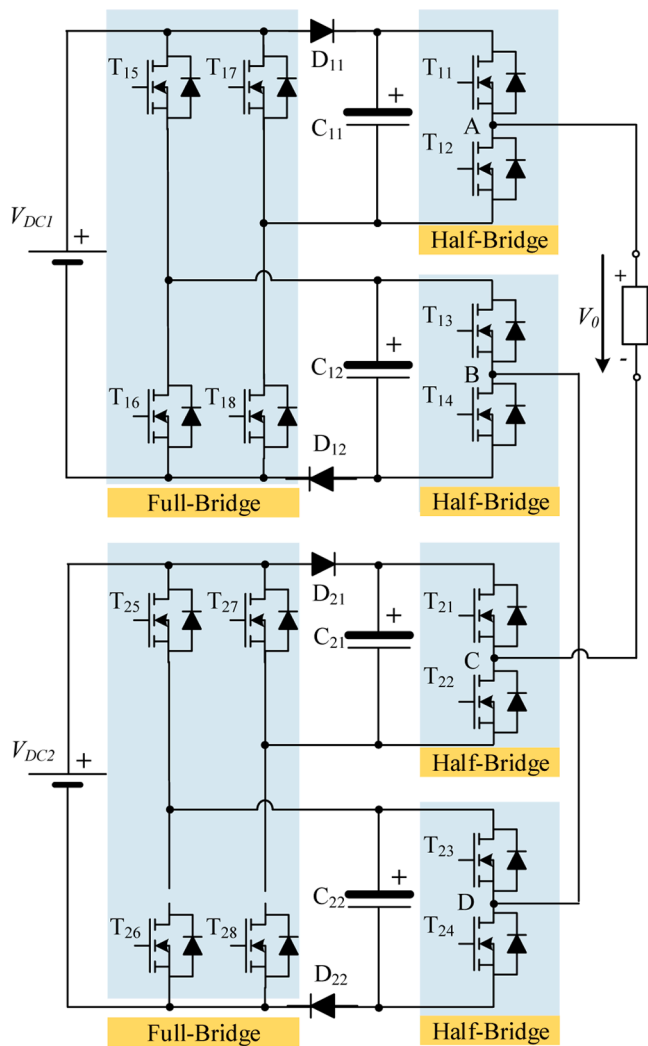 T15
T17
D11
T11
C11
+
A
T12
VDC1
+
Half-Bridge
T13
+
V0
+
-
C12
+
B
T16
T18
T14
D12
Full-Bridge
Half-Bridge
T25
T27
D21
T21
C21
+
C
T22
VDC2
+
Half-Bridge
T23
C22
+
D
T26
T28
T24
D22
Full-Bridge
Half-Bridge